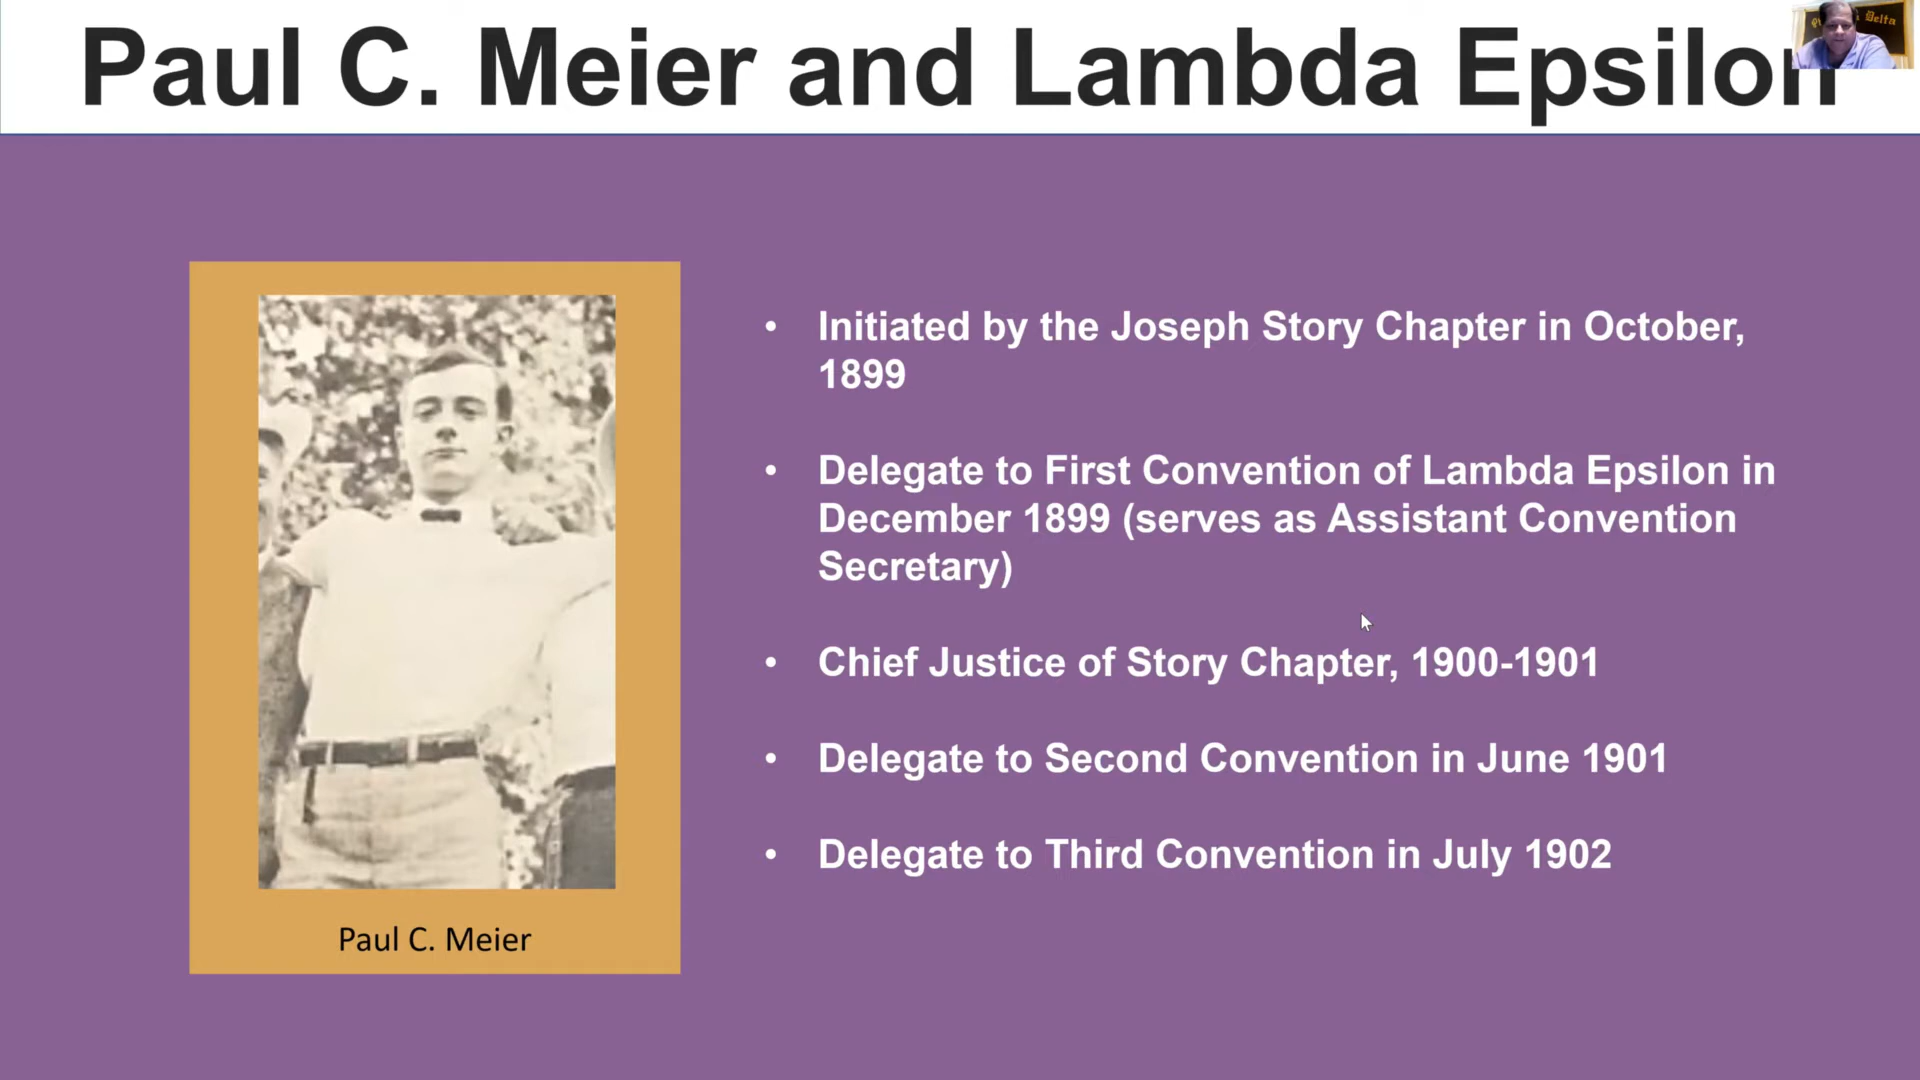 Paul C. Meier and Lambda Epsilon
Delta
• Initiated by the Joseph Story Chapter in October,
1899
• Delegate to First Convention of Lambda Epsilon in
December 1899 (serves as Assistant Convention
Secretary)
• Chief Justice of Story Chapter, 1900-1901
• Delegate to Second Convention in June 1901
• Delegate to Third Convention in July 1902
Paul C. Meier